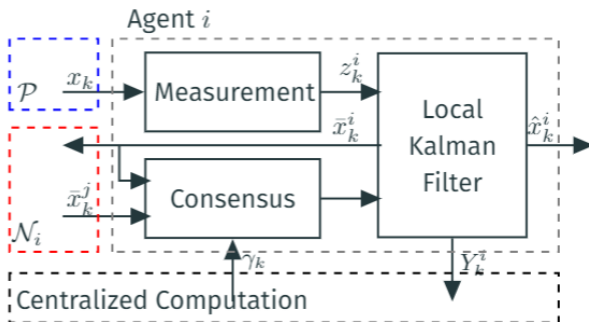 Agent i
𝒫
x_k
Measurement
z_k^i
x̄_k^i
Local
Kalman
Filter
x̂_k^i
x̄_k^j
𝒩_i
Consensus
γ_k
Y_k^i
Centralized Computation